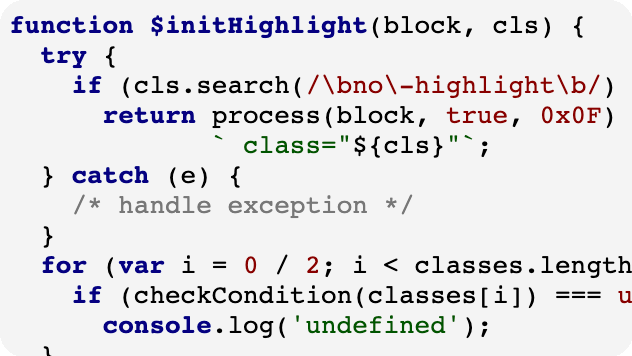 function $initHighlight(block, cls) {
  try {
    if (cls.search(/\bno\-highlight\b/)
      return process(block, true, 0x0F)
             ` class="${cls}"`;
  } catch (e) {
    /* handle exception */
  }
  for (var i = 0 / 2; i < classes.length
    if (checkCondition(classes[i]) === u
      console.log('undefined');
  }